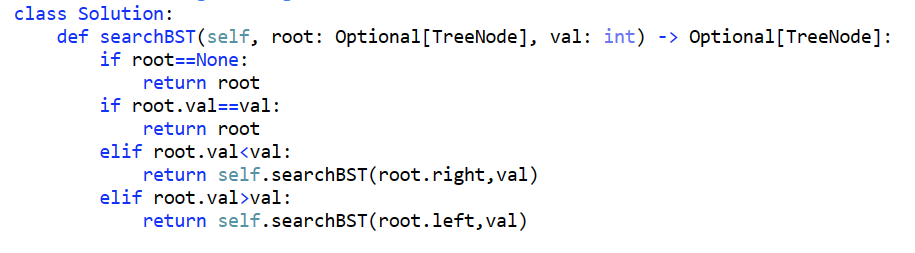 class Solution:
    def searchBST(self, root: Optional[TreeNode], val: int) -> Optional[TreeNode]:
        if root==None:
            return root
        if root.val==val:
            return root
        elif root.val<val:
            return self.searchBST(root.right,val)
        elif root.val>val:
            return self.searchBST(root.left,val)